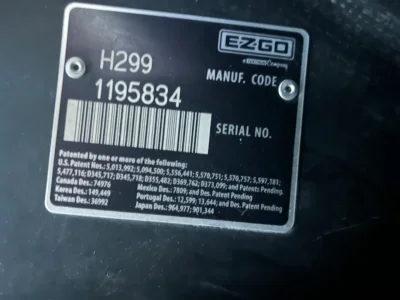 E-Z-GO
A TEXTRON Company
H299
MANUF. CODE
1195834
SERIAL NO.
Patented by one or more of the following:
U.S. Patent Nos.: 5,013,992; 5,094,500; 5,556,441; 5,570,751; 5,570,757; 5,597,181;
5,477,116; D345,717; D345,718; D355,482; D369,762; D373,099; and Patents Pending.
Canada Des.: 74976
Mexico Des.: 7809; and Des. Patents Pending
Korea Des.: 149,449
Portugal Des.: 12,599; 13,644; and Des. Patent Pending
Taiwan Des.: 36992
Japan Des.: 964,977; 901,344